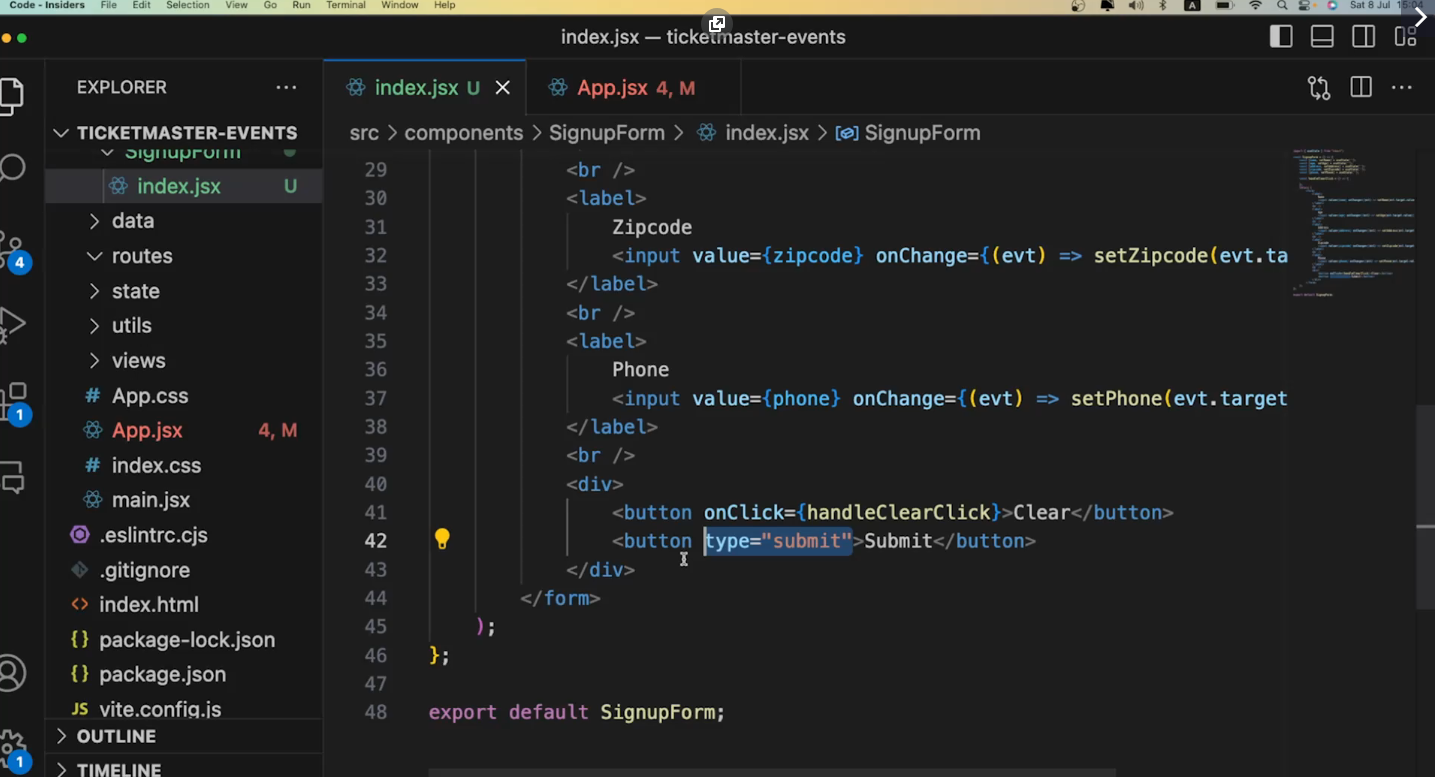 Code - Insiders File Edit Selection View Go Run Terminal Window Help A Sat 8 Jul 15:04
index.jsx — ticketmaster-events
EXPLORER
index.jsx U
App.jsx 4, M
TICKETMASTER-EVENTS
src > components > SignupForm > index.jsx > SignupForm
SignupForm
index.jsx U
data
routes
state
utils
views
# App.css
App.jsx 4, M
# index.css
main.jsx
.eslintrc.cjs
.gitignore
<> index.html
{} package-lock.json
{} package.json
JS vite.config.js
OUTLINE
TIMELINE
4
1
1
29 <br />
30 <label>
31 Zipcode
32 <input value={zipcode} onChange={(evt) => setZipcode(evt.ta
33 </label>
34 <br />
35 <label>
36 Phone
37 <input value={phone} onChange={(evt) => setPhone(evt.target
38 </label>
39 <br />
40 <div>
41 <button onClick={handleClearClick}>Clear</button>
42 <button type="submit">Submit</button>
43 </div>
44 </form>
45 );
46 };
47
48 export default SignupForm;